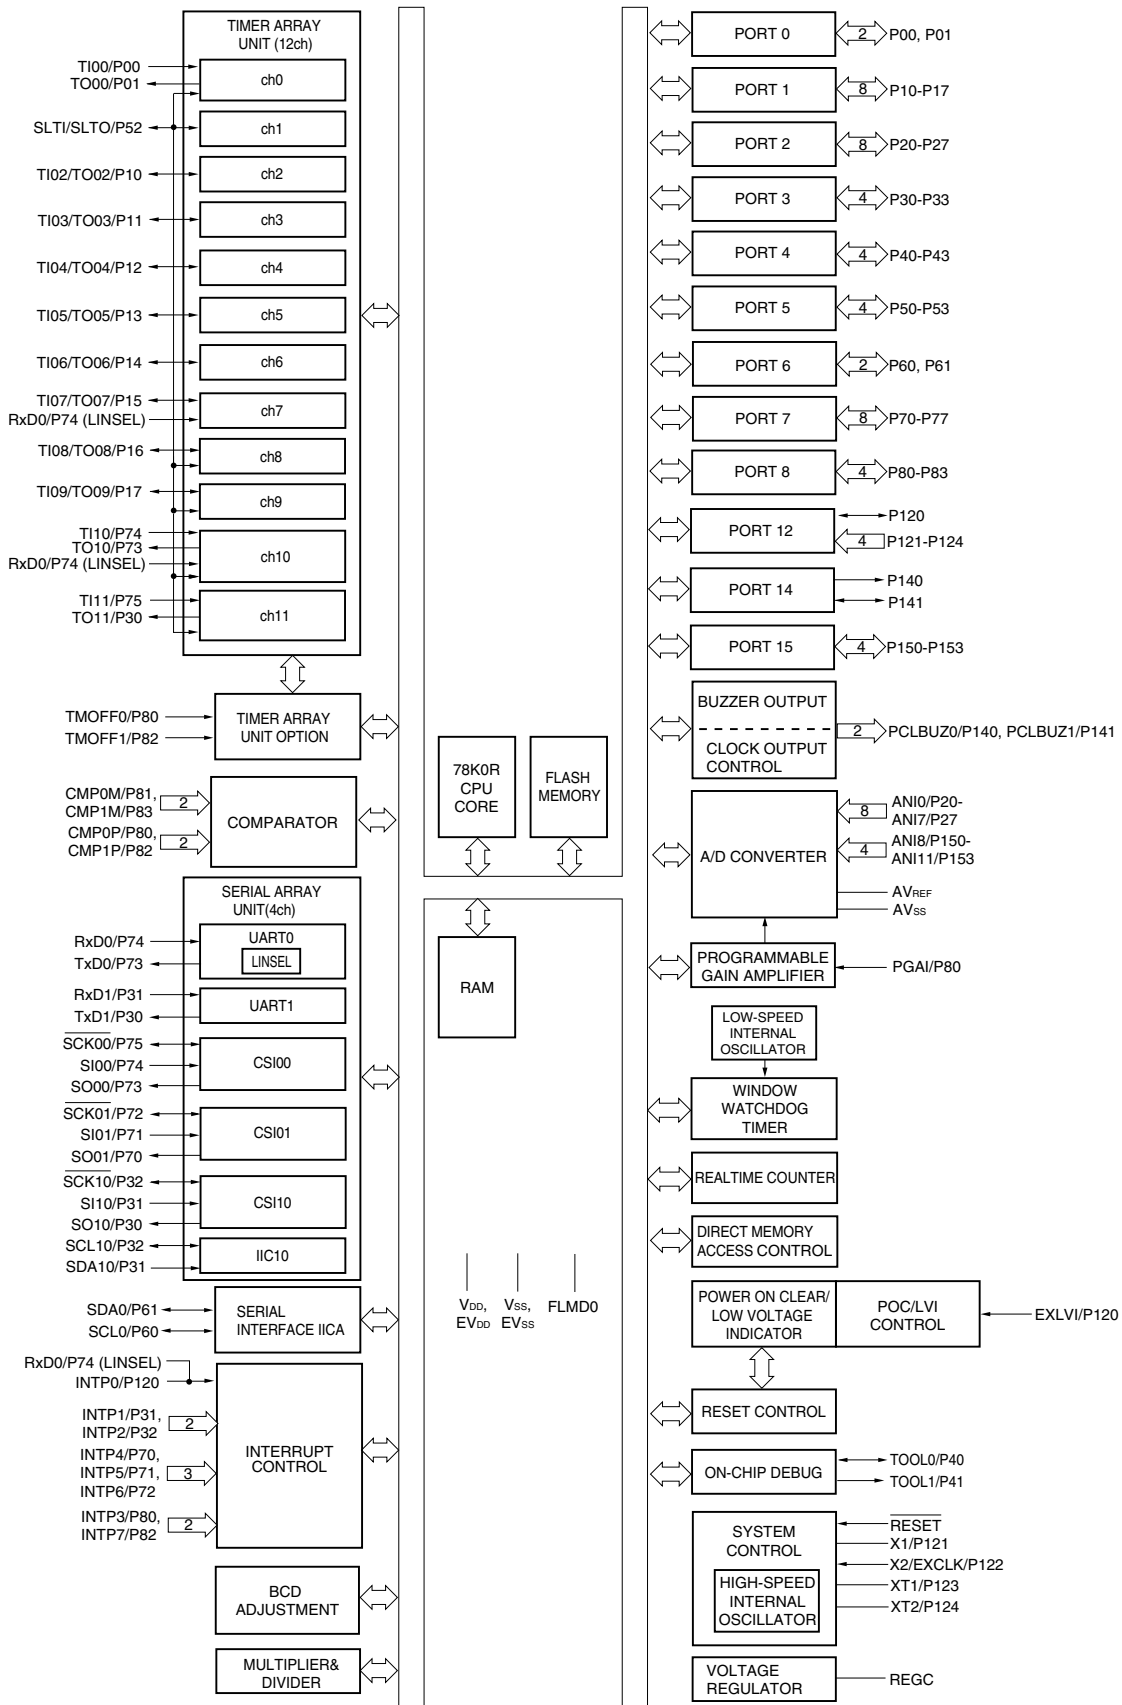 TIMER ARRAY
UNIT (12ch)
TI00/P00
TO00/P01
ch0
SLTI/SLTO/P52
ch1
TI02/TO02/P10
ch2
TI03/TO03/P11
ch3
TI04/TO04/P12
ch4
TI05/TO05/P13
ch5
TI06/TO06/P14
ch6
TI07/TO07/P15
RxD0/P74 (LINSEL)
ch7
TI08/TO08/P16
ch8
TI09/TO09/P17
ch9
TI10/P74
TO10/P73
RxD0/P74 (LINSEL)
ch10
TI11/P75
TO11/P30
ch11
TMOFF0/P80
TMOFF1/P82
TIMER ARRAY
UNIT OPTION
CMP0M/P81,
CMP1M/P83
2
CMP0P/P80,
CMP1P/P82
2
COMPARATOR
SERIAL ARRAY
UNIT(4ch)
RxD0/P74
TxD0/P73
UART0
LINSEL
RxD1/P31
TxD1/P30
UART1
SCK00/P75
SI00/P74
SO00/P73
CSI00
SCK01/P72
SI01/P71
SO01/P70
CSI01
SCK10/P32
SI10/P31
SO10/P30
CSI10
SCL10/P32
SDA10/P31
IIC10
SDA0/P61
SCL0/P60
SERIAL
INTERFACE IICA
RxD0/P74 (LINSEL)
INTP0/P120
INTP1/P31,
INTP2/P32
2
INTP4/P70,
INTP5/P71,
INTP6/P72
3
INTP3/P80,
INTP7/P82
2
INTERRUPT
CONTROL
BCD
ADJUSTMENT
MULTIPLIER&
DIVIDER
78K0R
CPU
CORE
FLASH
MEMORY
RAM
VDD,
EVDD
VSS,
EVSS
FLMD0
PORT 0
2
P00, P01
PORT 1
8
P10-P17
PORT 2
8
P20-P27
PORT 3
4
P30-P33
PORT 4
4
P40-P43
PORT 5
4
P50-P53
PORT 6
2
P60, P61
PORT 7
8
P70-P77
PORT 8
4
P80-P83
PORT 12
P120
4
P121-P124
PORT 14
P140
P141
PORT 15
4
P150-P153
BUZZER OUTPUT
CLOCK OUTPUT
CONTROL
2
PCLBUZ0/P140, PCLBUZ1/P141
A/D CONVERTER
8
ANI0/P20-
ANI7/P27
4
ANI8/P150-
ANI11/P153
AVREF
AVSS
PROGRAMMABLE
GAIN AMPLIFIER
PGAI/P80
LOW-SPEED
INTERNAL
OSCILLATOR
WINDOW
WATCHDOG
TIMER
REALTIME COUNTER
DIRECT MEMORY
ACCESS CONTROL
POWER ON CLEAR/
LOW VOLTAGE
INDICATOR
POC/LVI
CONTROL
EXLVI/P120
RESET CONTROL
ON-CHIP DEBUG
TOOL0/P40
TOOL1/P41
SYSTEM
CONTROL
HIGH-SPEED
INTERNAL
OSCILLATOR
RESET
X1/P121
X2/EXCLK/P122
XT1/P123
XT2/P124
VOLTAGE
REGULATOR
REGC